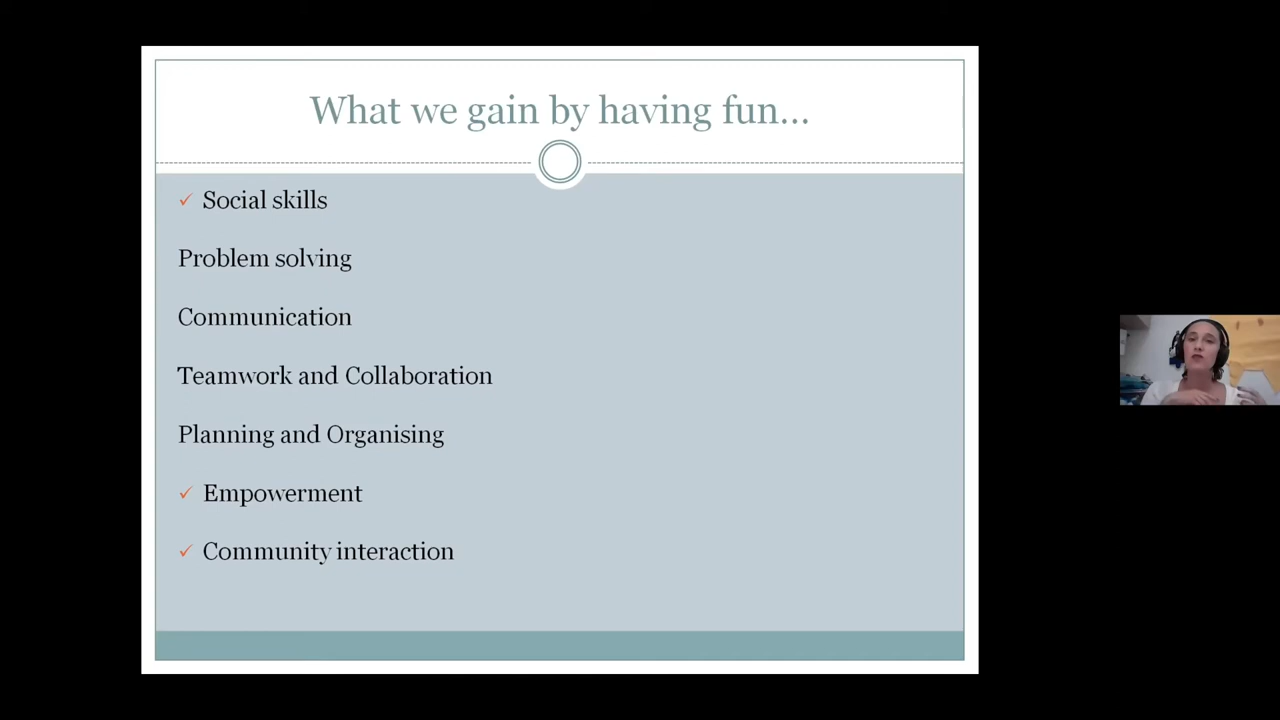 What we gain by having fun...
✓ Social skills
Problem solving
Communication
Teamwork and Collaboration
Planning and Organising
✓ Empowerment
✓ Community interaction